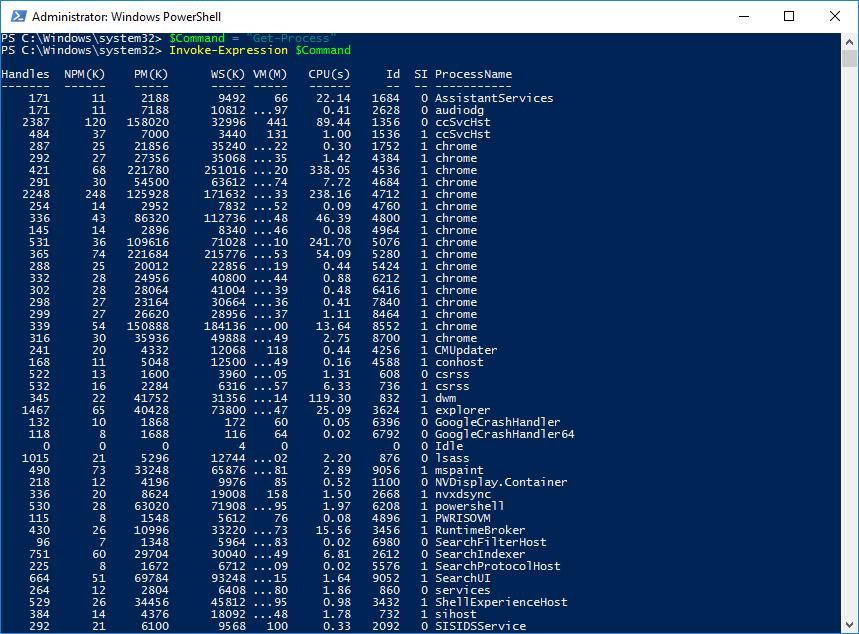 Administrator: Windows PowerShell
PS C:\Windows\system32> $Command = "Get-Process"
PS C:\Windows\system32> Invoke-Expression $Command
Handles NPM(K) PM(K) WS(K) VM(M) CPU(s) Id SI ProcessName
------- ------ ----- ----- ----- ------ -- -- -----------
171 11 2188 9492 66 22.14 1684 0 AssistantServices
171 11 7188 10812 ...97 0.41 2628 0 audiodg
2387 120 158020 32996 441 89.44 1356 0 ccSvcHst
484 37 7000 3440 131 1.00 1536 1 ccSvcHst
287 25 21856 35240 ...22 0.30 1752 1 chrome
292 27 27356 35068 ...35 1.42 4384 1 chrome
421 68 221780 251016 ...20 338.05 4536 1 chrome
291 30 54500 63612 ...74 7.72 4684 1 chrome
2248 248 125928 171632 ...33 238.16 4712 1 chrome
254 14 2952 7832 ...52 0.09 4760 1 chrome
336 43 86320 112736 ...48 46.39 4800 1 chrome
145 14 2896 8340 ...46 0.08 4964 1 chrome
531 36 109616 71028 ...10 241.70 5076 1 chrome
365 74 221684 215776 ...53 54.09 5280 1 chrome
288 25 20012 22856 ...19 0.44 5424 1 chrome
332 28 24956 40800 ...44 0.88 6212 1 chrome
302 28 28064 41004 ...39 0.48 6416 1 chrome
298 27 23164 30664 ...36 0.41 7840 1 chrome
299 27 26620 28956 ...37 1.11 8464 1 chrome
339 54 150888 184136 ...00 13.64 8552 1 chrome
316 30 35936 49888 ...49 2.75 8700 1 chrome
241 20 4332 12068 118 0.44 4256 1 CMUpdater
168 11 5048 12500 ...49 0.16 4588 1 conhost
522 13 1600 3960 ...05 1.31 608 0 csrss
532 16 2284 6316 ...57 6.33 736 1 csrss
345 22 41752 31356 ...14 119.30 832 1 dwm
1467 65 40428 73800 ...47 25.09 3624 1 explorer
132 10 1868 172 60 0.05 6396 0 GoogleCrashHandler
118 8 1688 116 64 0.02 6792 0 GoogleCrashHandler64
0 0 0 4 0 0 0 Idle
1015 21 5296 12744 ...02 2.20 876 0 lsass
490 73 33248 65876 ...81 2.89 9056 1 mspaint
218 12 4196 9976 85 0.52 1100 0 NVDisplay.Container
336 20 8624 19008 158 1.50 2668 1 nvxdsync
530 28 63020 71908 ...95 1.97 6208 1 powershell
115 8 1548 5612 76 0.08 4896 1 PWRISOVM
430 26 10996 33220 ...73 15.56 3456 1 RuntimeBroker
96 7 1348 5964 ...83 0.02 6980 0 SearchFilterHost
751 60 29704 30040 ...49 6.81 2612 0 SearchIndexer
225 8 1672 6712 ...09 0.02 5576 1 SearchProtocolHost
664 51 69784 93248 ...15 1.64 9052 1 SearchUI
264 12 2804 6408 ...80 1.86 860 0 services
529 26 34456 45812 ...95 0.98 3432 1 ShellExperienceHost
384 14 4376 18092 ...48 1.78 732 1 sihost
292 21 6100 9568 100 0.33 2092 0 SISIDSService